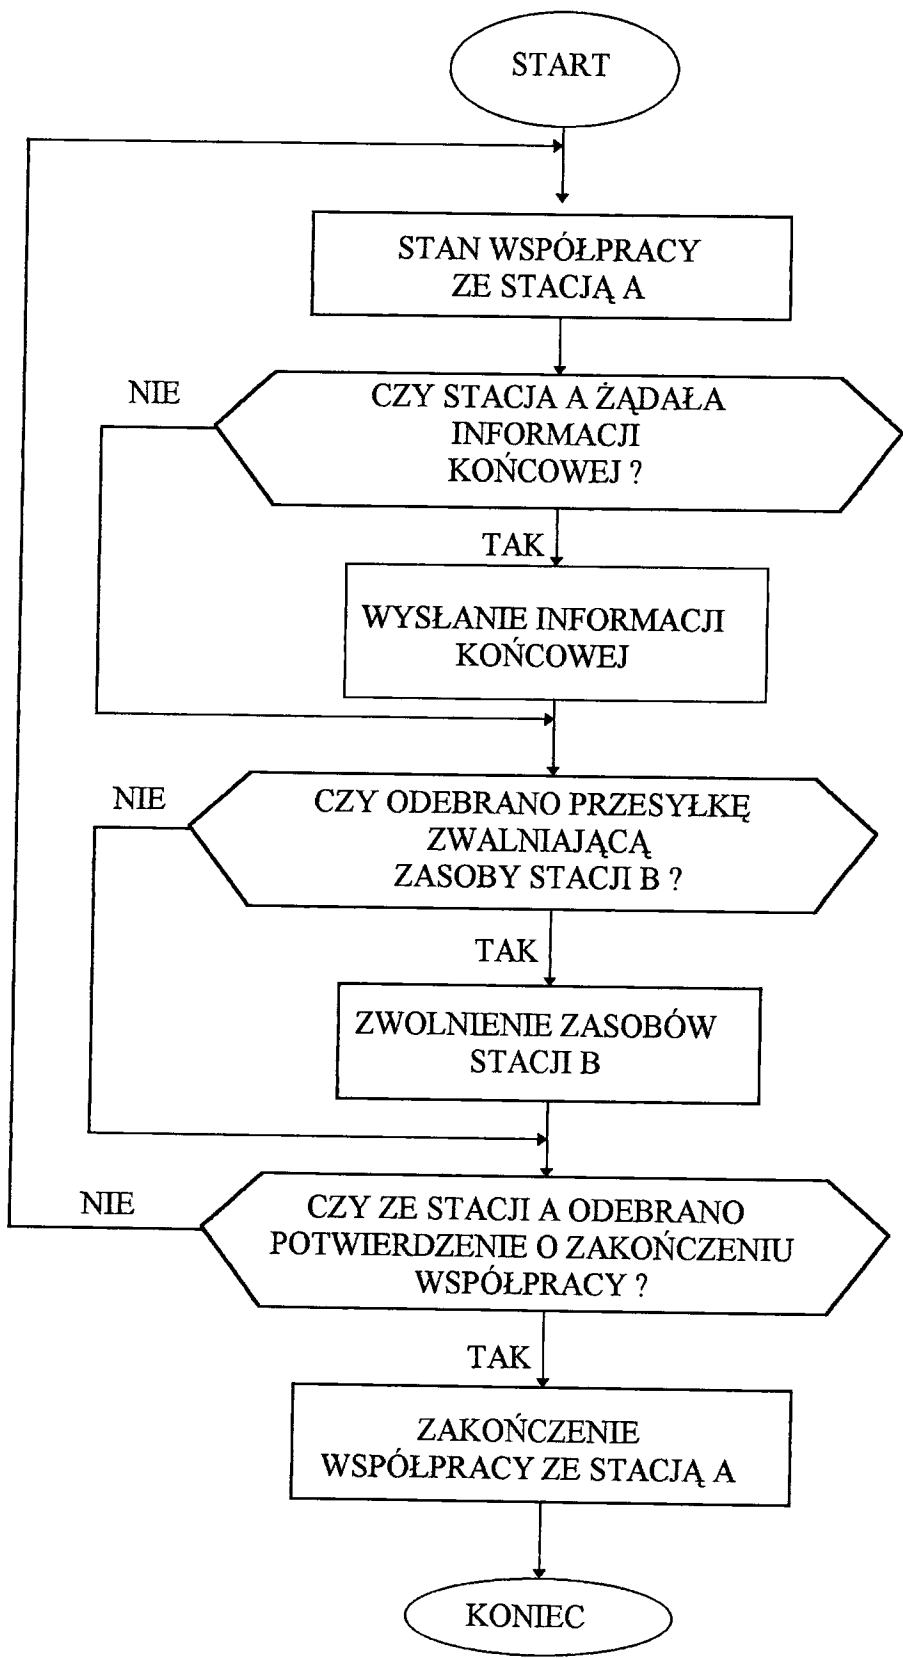 START
STAN WSPÓŁPRACY
ZE STACJĄ A
NIE
CZY STACJA A ŻĄDAŁA
INFORMACJI
KOŃCOWEJ ?
TAK
WYSŁANIE INFORMACJI
KOŃCOWEJ
NIE
CZY ODEBRANO PRZESYŁKĘ
ZWALNIAJĄCĄ
ZASOBY STACJI B ?
TAK
ZWOLNIENIE ZASOBÓW
STACJI B
NIE
CZY ZE STACJI A ODEBRANO
POTWIERDZENIE O ZAKOŃCZENIU
WSPÓŁPRACY ?
TAK
ZAKOŃCZENIE
WSPÓŁPRACY ZE STACJĄ A
KONIEC